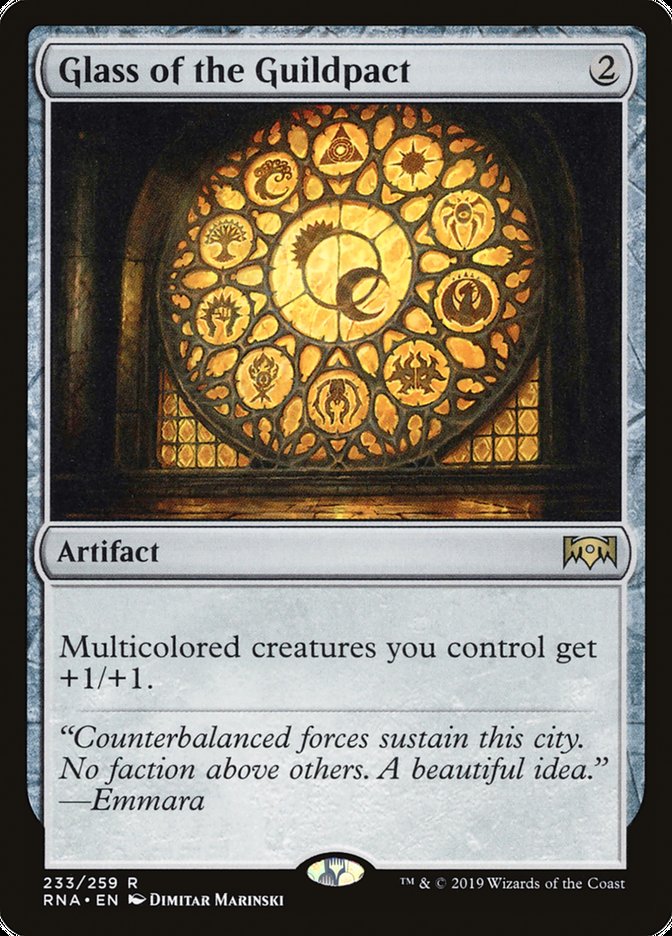 Glass of the Guildpact 2
Artifact
Multicolored creatures you control get
+1/+1.
“Counterbalanced forces sustain this city.
No faction above others. A beautiful idea.”
—Emmara
233/259 R
RNA • EN Dimitar Marinski
™ & © 2019 Wizards of the Coast